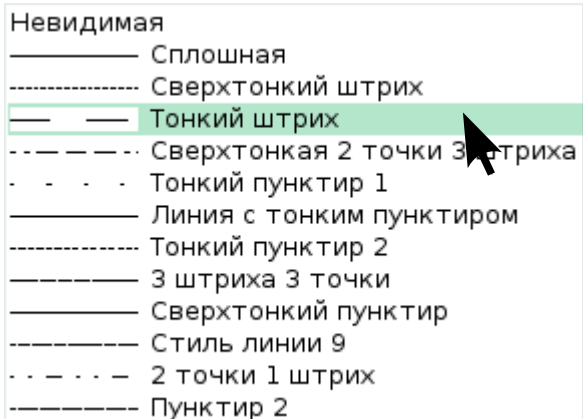 Невидимая
Сплошная
Сверхтонкий штрих
Тонкий штрих
Сверхтонкая 2 точки 3 штриха
Тонкий пунктир 1
Линия с тонким пунктиром
Тонкий пунктир 2
3 штриха 3 точки
Сверхтонкий пунктир
Стиль линии 9
2 точки 1 штрих
Пунктир 2